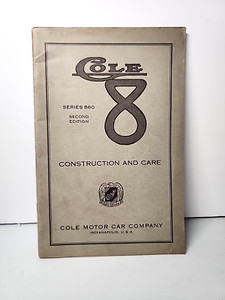 COLE
8
SERIES 860
SECOND
EDITION
CONSTRUCTION AND CARE
COLE MOTOR CAR COMPANY
INDIANAPOLIS, U.S.A.